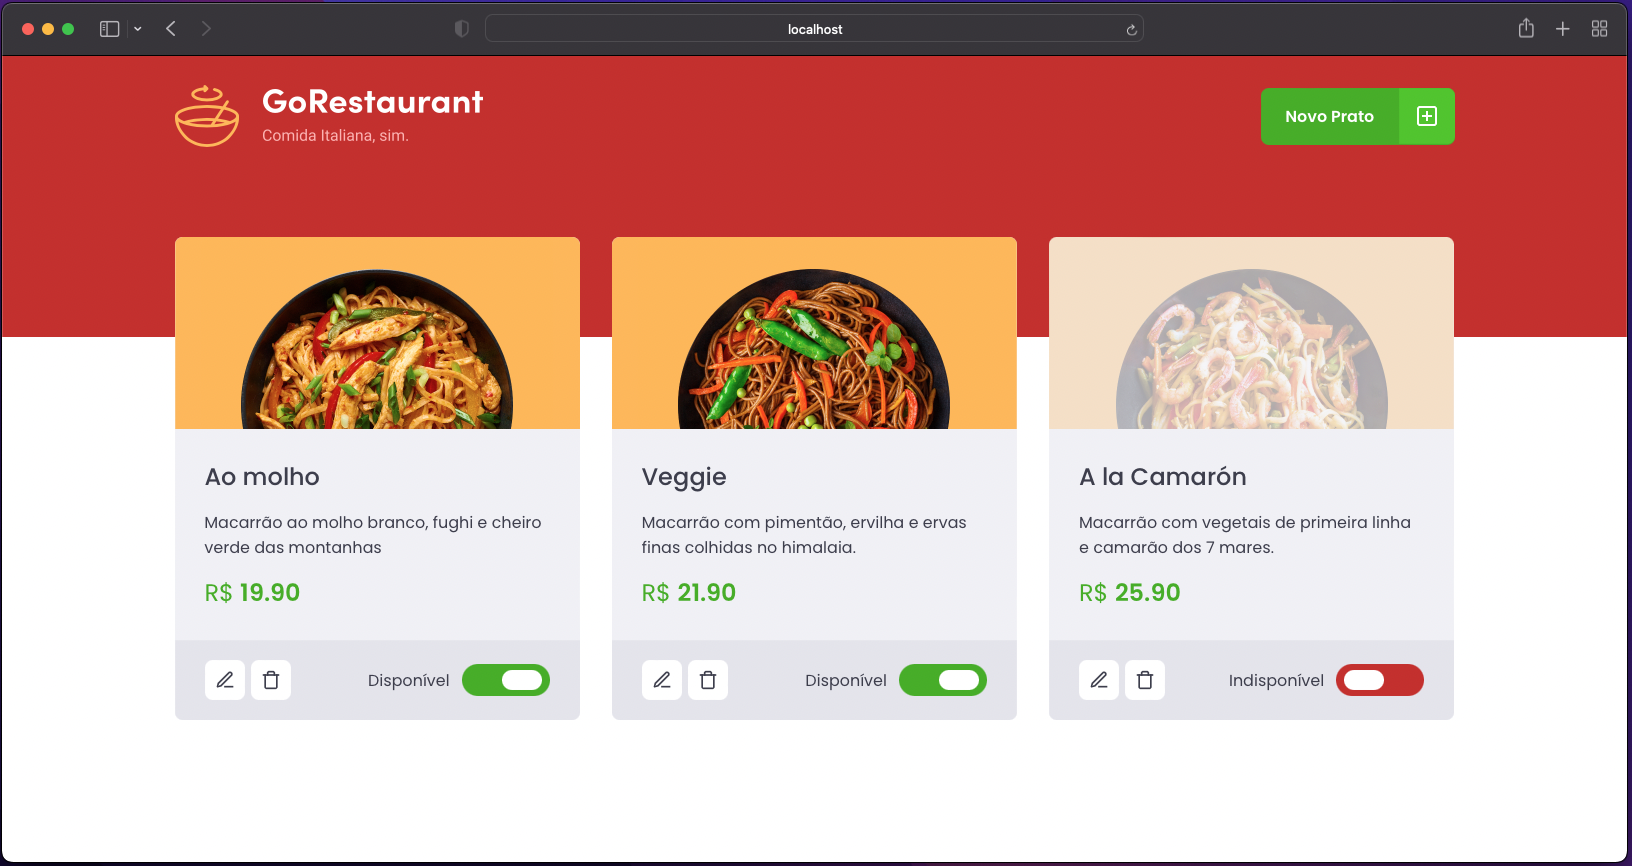 localhost
GoRestaurant
Comida Italiana, sim.
Novo Prato
Ao molho
Macarrão ao molho branco, fughi e cheiro
verde das montanhas
R$ 19.90
Disponível
Veggie
Macarrão com pimentão, ervilha e ervas
finas colhidas no himalaia.
R$ 21.90
Disponível
A la Camarón
Macarrão com vegetais de primeira linha
e camarão dos 7 mares.
R$ 25.90
Indisponível